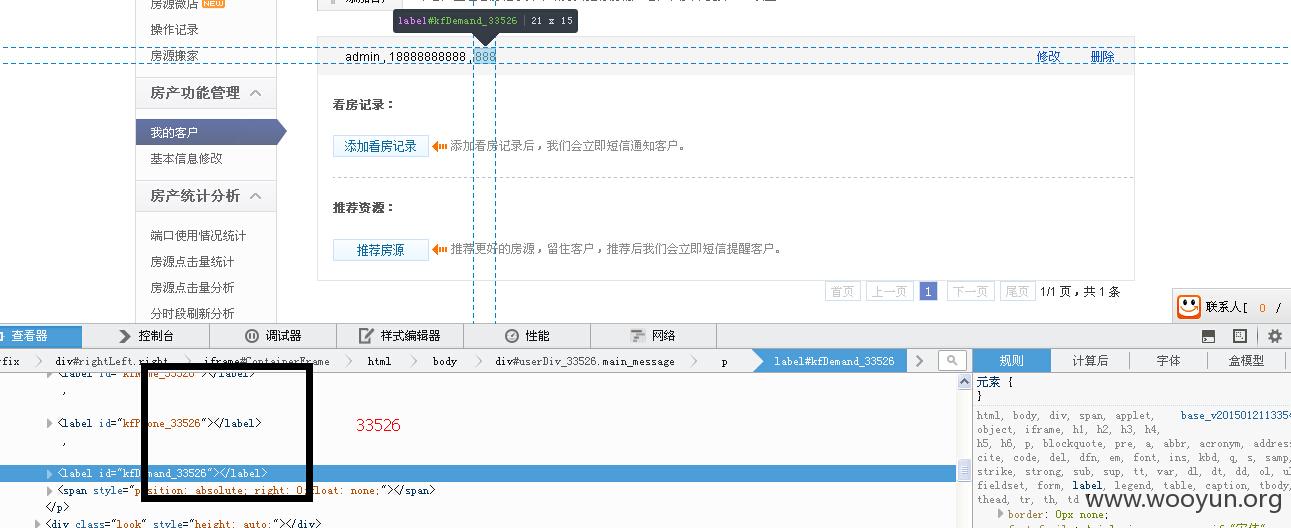 房源微店 NEW
操作记录
房源搬家
房产功能管理
我的客户
基本信息修改
房产统计分析
端口使用情况统计
房源点击量统计
房源点击量分析
分时段刷新分析
label#kfDemand_33526 | 21 x 15
admin , 18888888888 , 888
修改 删除
看房记录：
添加看房记录 添加看房记录后，我们会立即短信通知客户。
推荐资源：
推荐房源 推荐更好的房源，留住客户，推荐后我们会立即短信提醒客户。
首页 上一页 1 下一页 尾页 1/1 页，共 1 条
联系人[ 0 /
查看器 控制台 调试器 样式编辑器 性能 网络
rfix div#rightLeft.right iframe#ContainerFrame html body div#userDiv_33526.main_message p label#kfDemand_33526
规则 计算后 字体 盒模型
,
<label id="kfPhone_33526"></label>
33526
,
<label id="kfDemand_33526"></label>
<span style="position: absolute; right: 0;float: none;"></span>
</p>
<div class="look" style="height: auto;"></div>
元素 {
}
html, body, div, span, applet, base_v201501211335
object, iframe, h1, h2, h3, h4,
h5, h6, p, blockquote, pre, a, abbr, acronym, address
cite, code, del, dfn, em, font, ins, kbd, q, s, samp,
strike, strong, sub, sup, tt, var, dl, dt, dd, ol, ul
fieldset, form, label, legend, table, caption, tbody,
thead, tr, th, td
border: 0px none;
www.wooyun.org